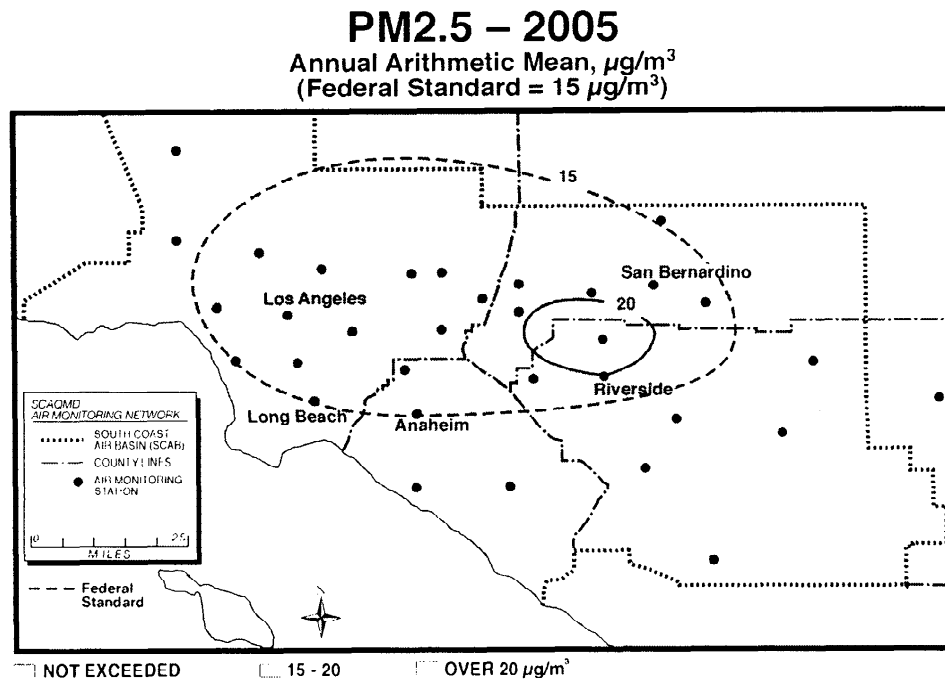 PM2.5 – 2005
Annual Arithmetic Mean, µg/m³
(Federal Standard = 15 µg/m³)
15
San Bernardino
20
Los Angeles
Riverside
Long Beach
Anaheim
SCAQMD
AIR MONITORING NETWORK
SOUTH COAST
AIR BASIN (SCAB)
COUNTY LINES
AIR MONITORING
STATION
0 25
MILES
Federal
Standard
NOT EXCEEDED 15 - 20 OVER 20 µg/m³